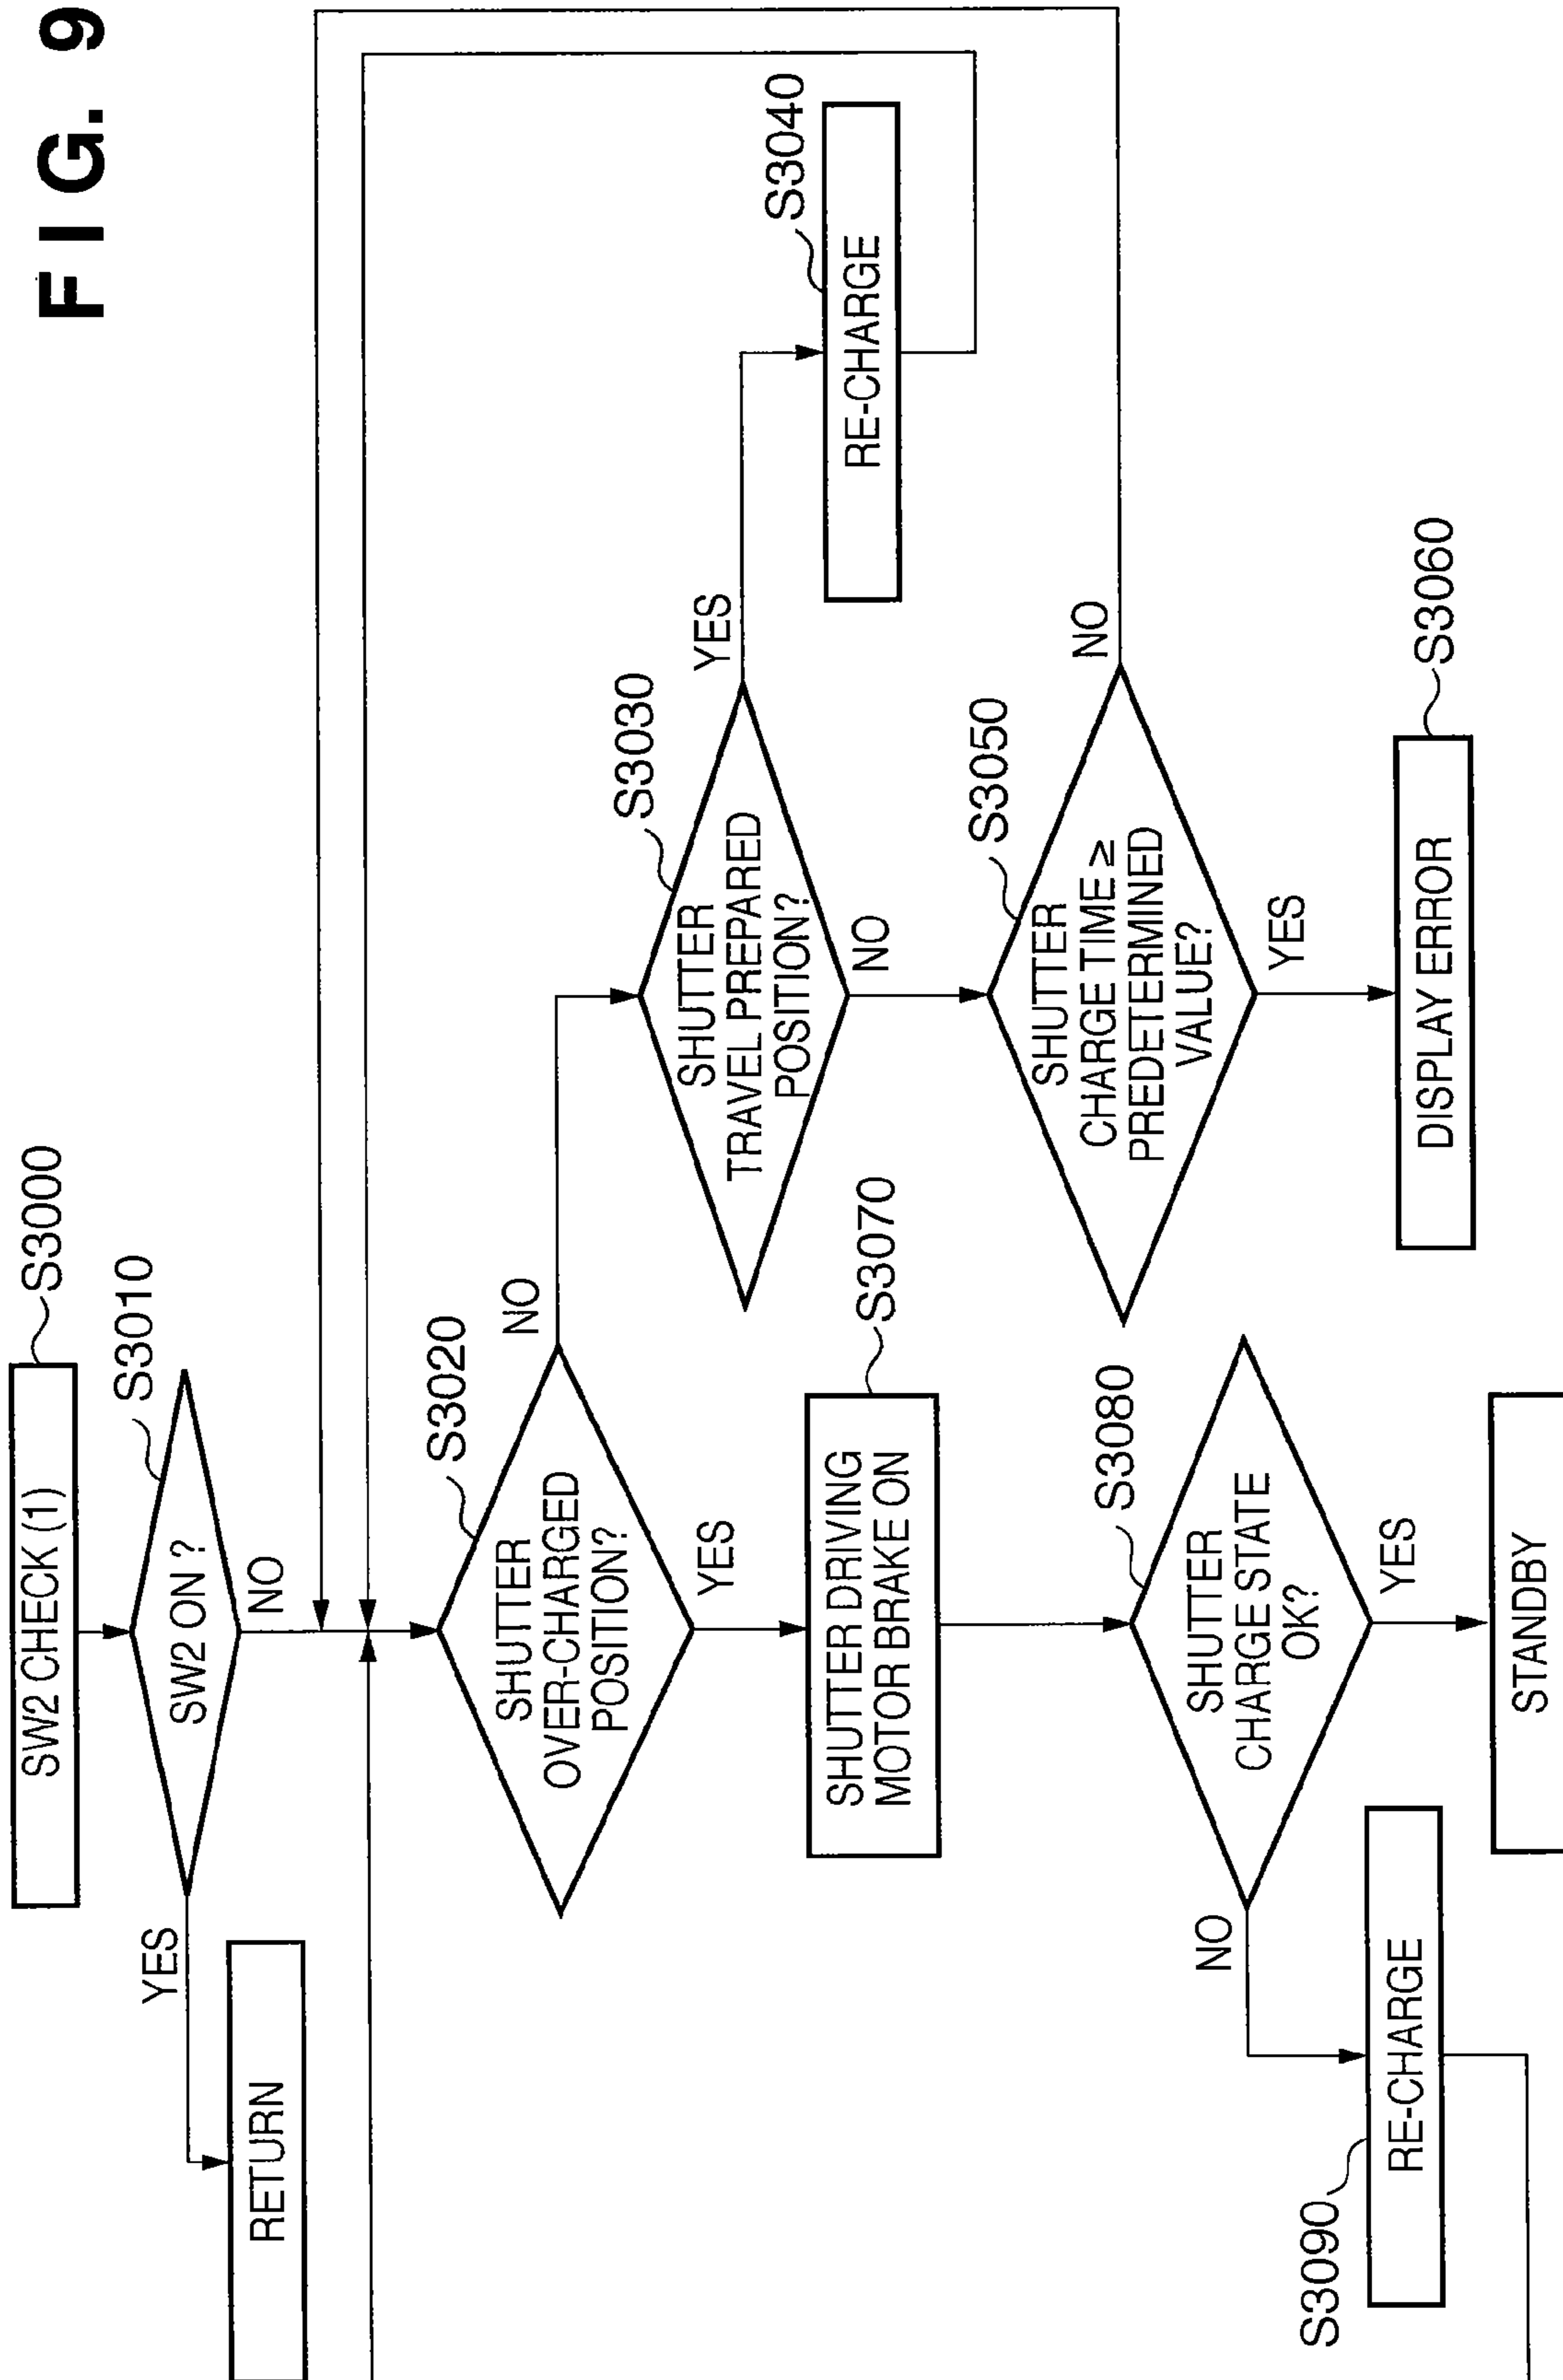 FIG. 9
SW2 CHECK (1)
S3000
SW2 ON ?
S3010
YES
RETURN
NO
SHUTTER
OVER-CHARGED
POSITION?
S3020
NO
SHUTTER
TRAVEL PREPARED
POSITION?
S3030
YES
RE-CHARGE
S3040
NO
SHUTTER
CHARGE TIME ≥
PREDETERMINED
VALUE?
S3050
NO
YES
DISPLAY ERROR
S3060
YES
SHUTTER DRIVING
MOTOR BRAKE ON
S3070
SHUTTER
CHARGE STATE
OK?
S3080
NO
RE-CHARGE
S3090
YES
STANDBY